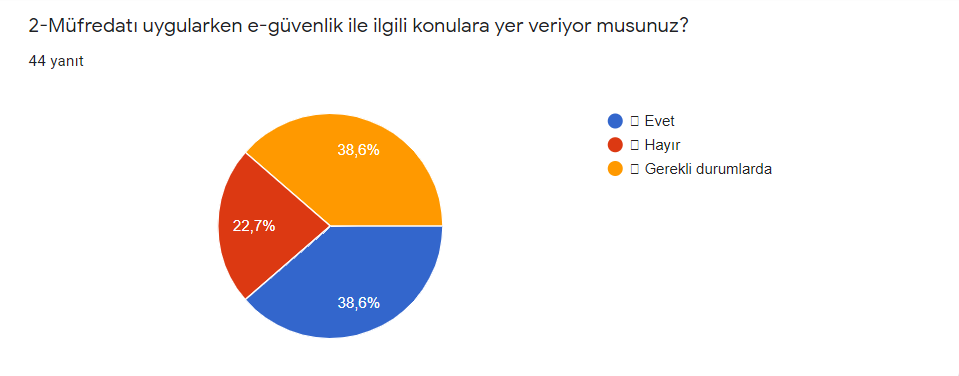 2-Müfredatı uygularken e-güvenlik ile ilgili konulara yer veriyor musunuz?
44 yanıt
38,6%
22,7%
38,6%
Evet
Hayır
Gerekli durumlarda